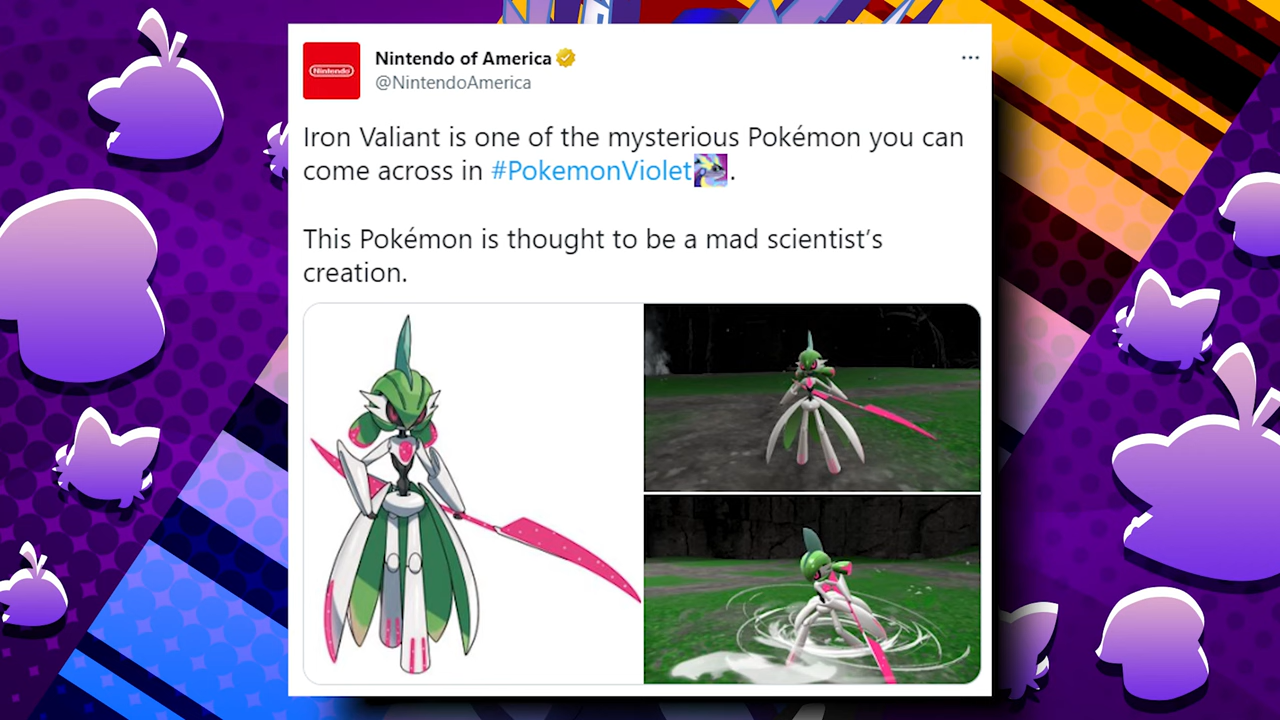 Nintendo
Nintendo of America
@NintendoAmerica
Iron Valiant is one of the mysterious Pokémon you can
come across in #PokemonViolet.
This Pokémon is thought to be a mad scientist’s
creation.